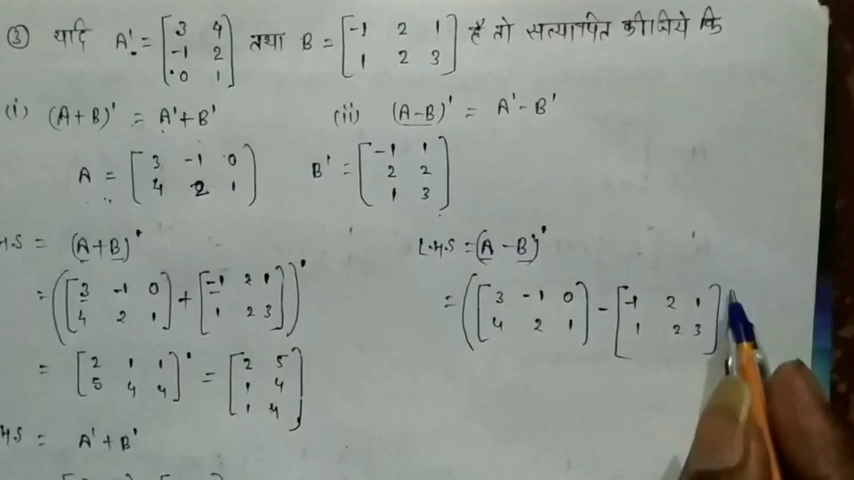 ③ यदि A' = [3 4; -1 2; 0 1] तथा B = [-1 2 1; 1 2 3] है तो सत्यापित कीजिये कि
(i) (A+B)' = A'+B' (ii) (A-B)' = A'-B'
A = [3 -1 0; 4 2 1] B' = [-1 1; 2 2; 1 3]
H.S = (A+B)' L.H.S = (A-B)'
= ([3 -1 0; 4 2 1] + [-1 2 1; 1 2 3])' = ([3 -1 0; 4 2 1] - [-1 2 1; 1 2 3]
= [2 1 1; 5 4 4]' = [2 5; 1 4; 1 4]
H.S = A'+B'